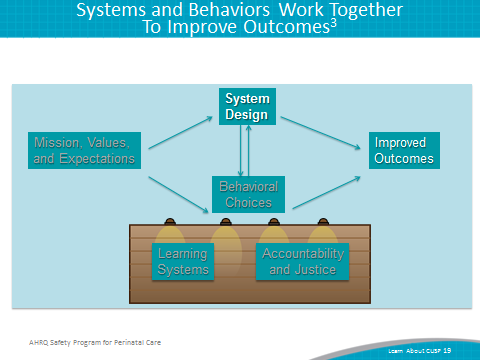 Systems and Behaviors Work Together
To Improve Outcomes3
System
Design
Mission, Values,
and Expectations
Improved
Outcomes
Behavioral
Choices
Learning
Systems
Accountability
and Justice
AHRQ Safety Program for Perinatal Care
Learn About CUSP 19